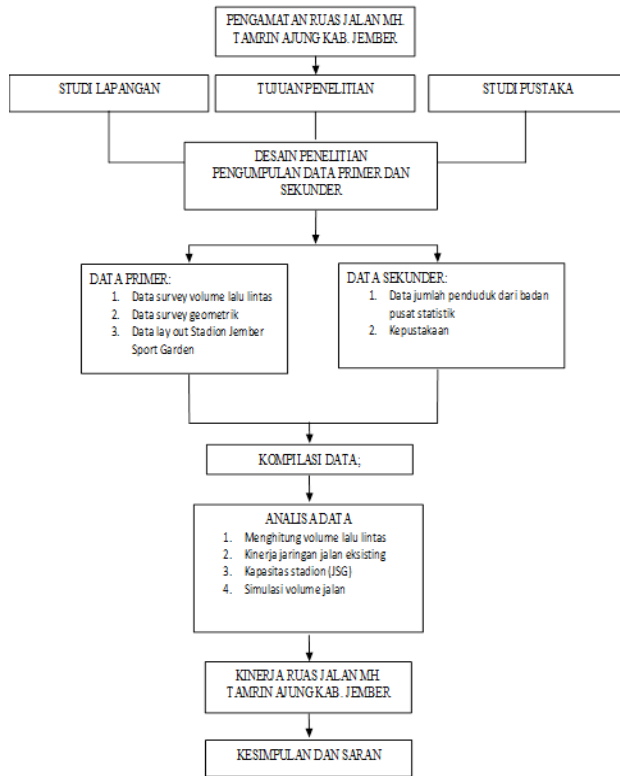 PENGAMATAN RUAS JALAN MH.
TAMRIN AJUNG KAB. JEMBER
STUDI LAPANGAN
TUJUAN PENELITIAN
STUDI PUSTAKA
DESAIN PENELITIAN
PENGUMPULAN DATA PRIMER DAN
SEKUNDER
DATA PRIMER:
1. Data survey volume lalu lintas
2. Data survey geometrik
3. Data lay out Stadion Jember
Sport Garden
DATA SEKUNDER:
1. Data jumlah penduduk dari badan
pusat statistik
2. Kepustakaan
KOMPILASI DATA;
ANALISA DATA
1. Menghitung volume lalu lintas
2. Kinerja jaringan jalan eksisting
3. Kapasitas stadion (JSG)
4. Simulasi volume jalan
KINERJA RUAS JALAN MH.
TAMRIN AJUNG KAB. JEMBER
KESIMPULAN DAN SARAN